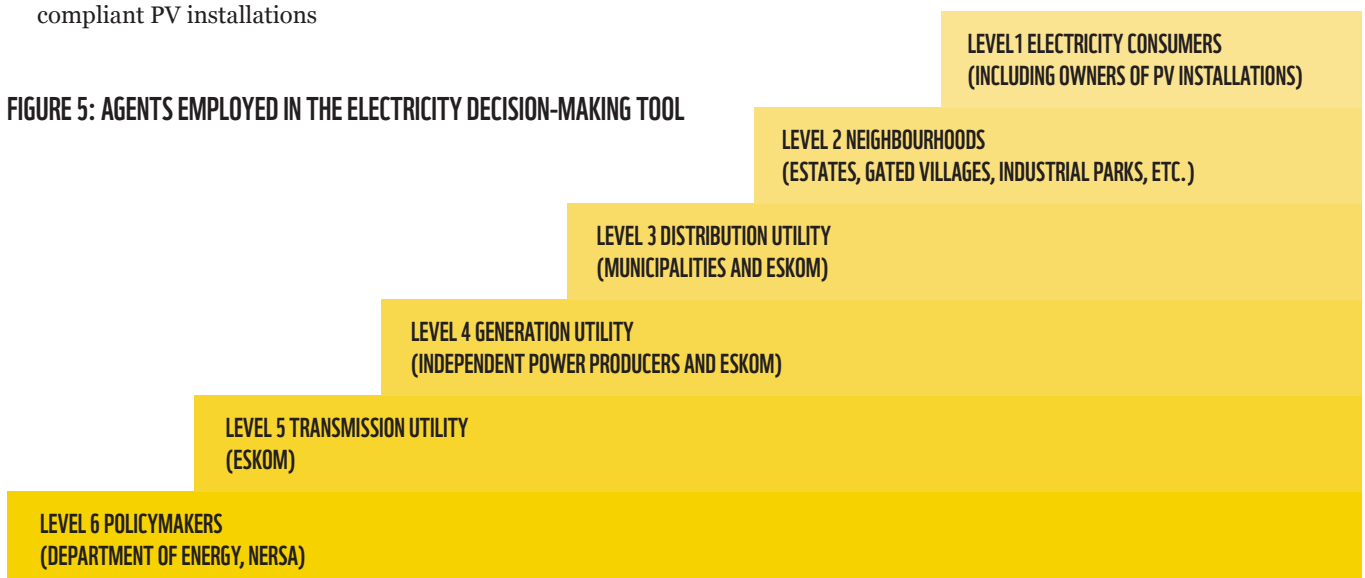 compliant PV installations
FIGURE 5: AGENTS EMPLOYED IN THE ELECTRICITY DECISION-MAKING TOOL
LEVEL1 ELECTRICITY CONSUMERS
(INCLUDING OWNERS OF PV INSTALLATIONS)
LEVEL 2 NEIGHBOURHOODS
(ESTATES, GATED VILLAGES, INDUSTRIAL PARKS, ETC.)
LEVEL 3 DISTRIBUTION UTILITY
(MUNICIPALITIES AND ESKOM)
LEVEL 4 GENERATION UTILITY
(INDEPENDENT POWER PRODUCERS AND ESKOM)
LEVEL 5 TRANSMISSION UTILITY
(ESKOM)
LEVEL 6 POLICYMAKERS
(DEPARTMENT OF ENERGY, NERSA)